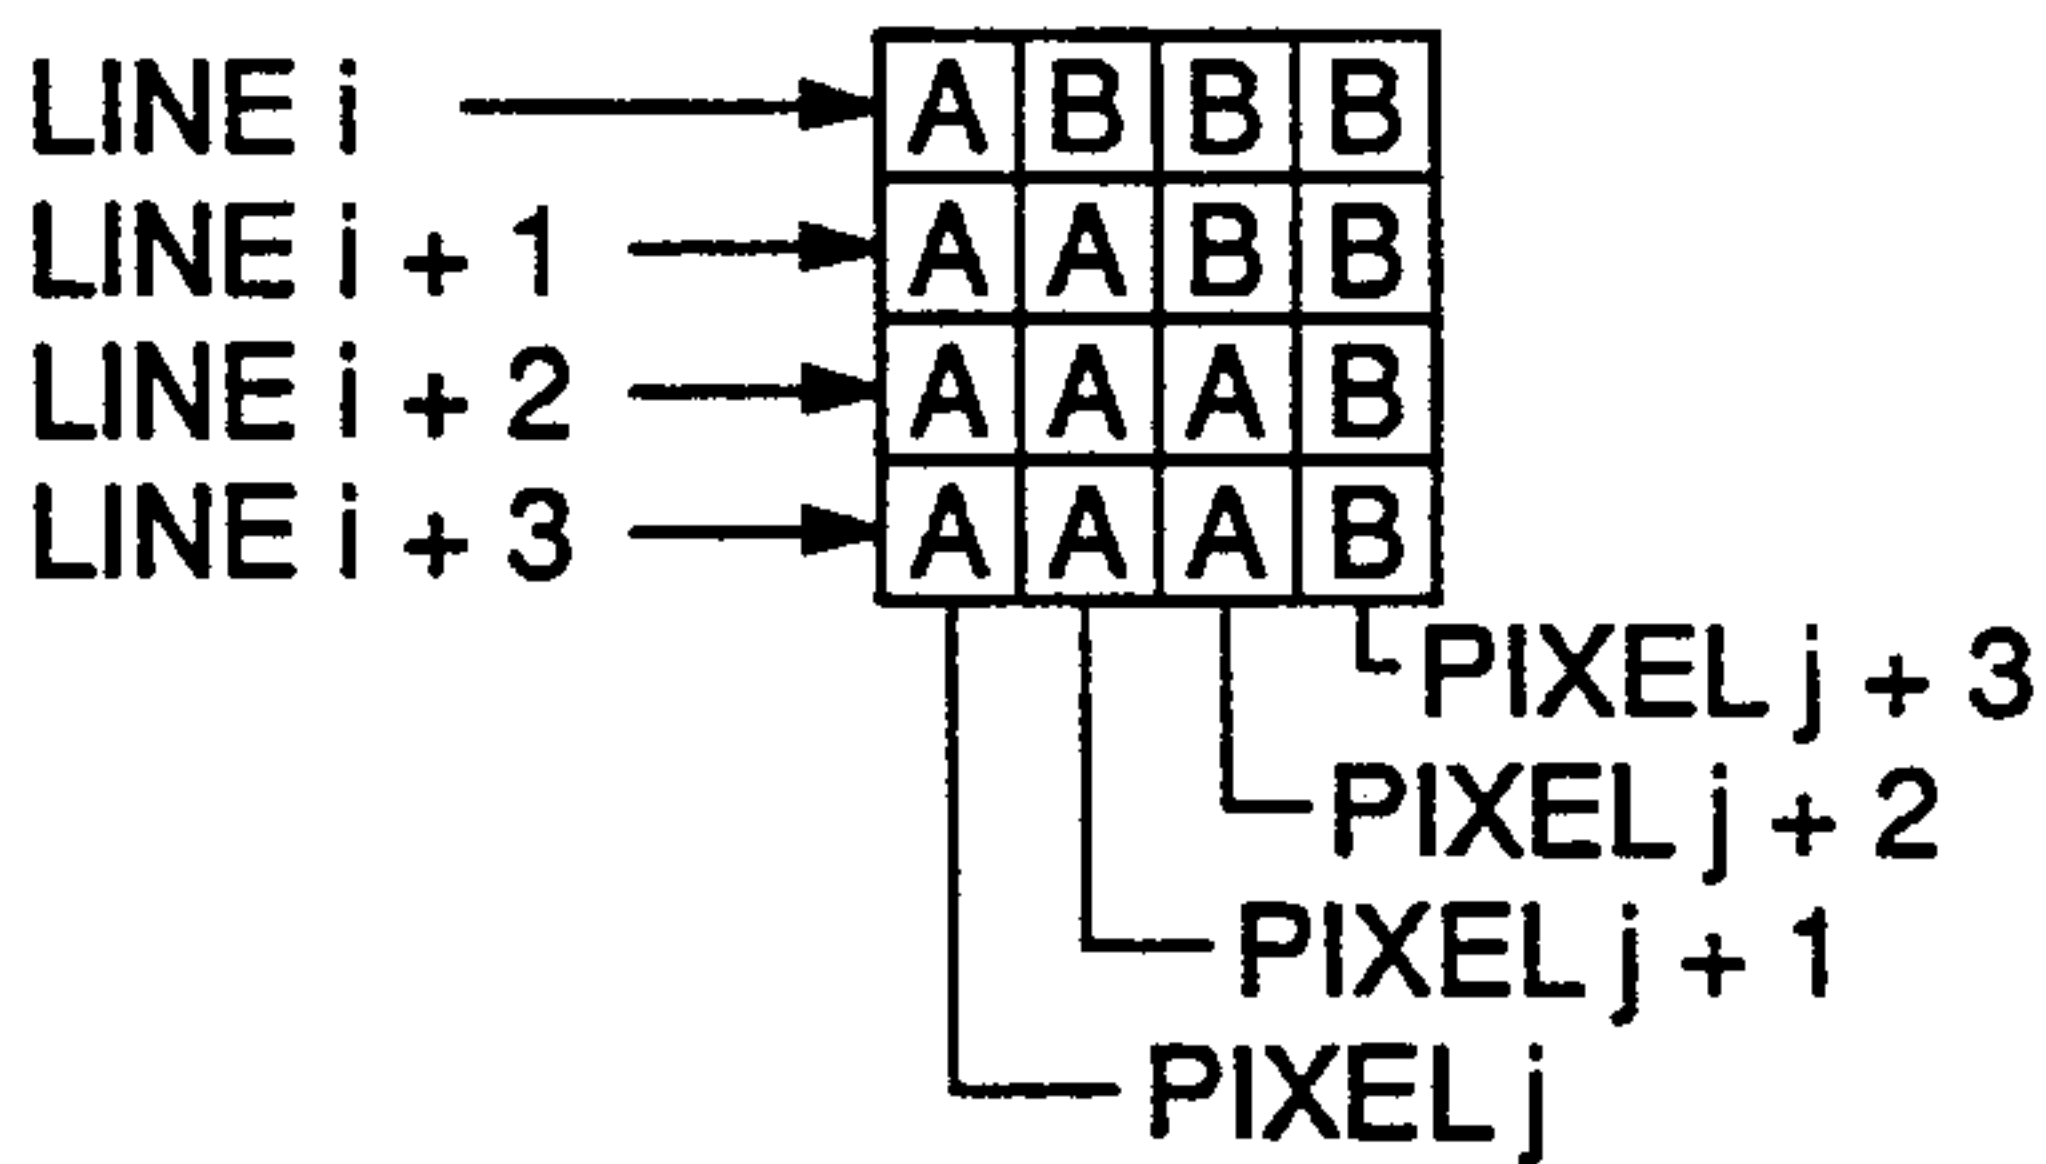 LINE i A B B B
LINE i + 1 A A B B
LINE i + 2 A A A B
LINE i + 3 A A A B
PIXEL j + 3
PIXEL j + 2
PIXEL j + 1
PIXEL j